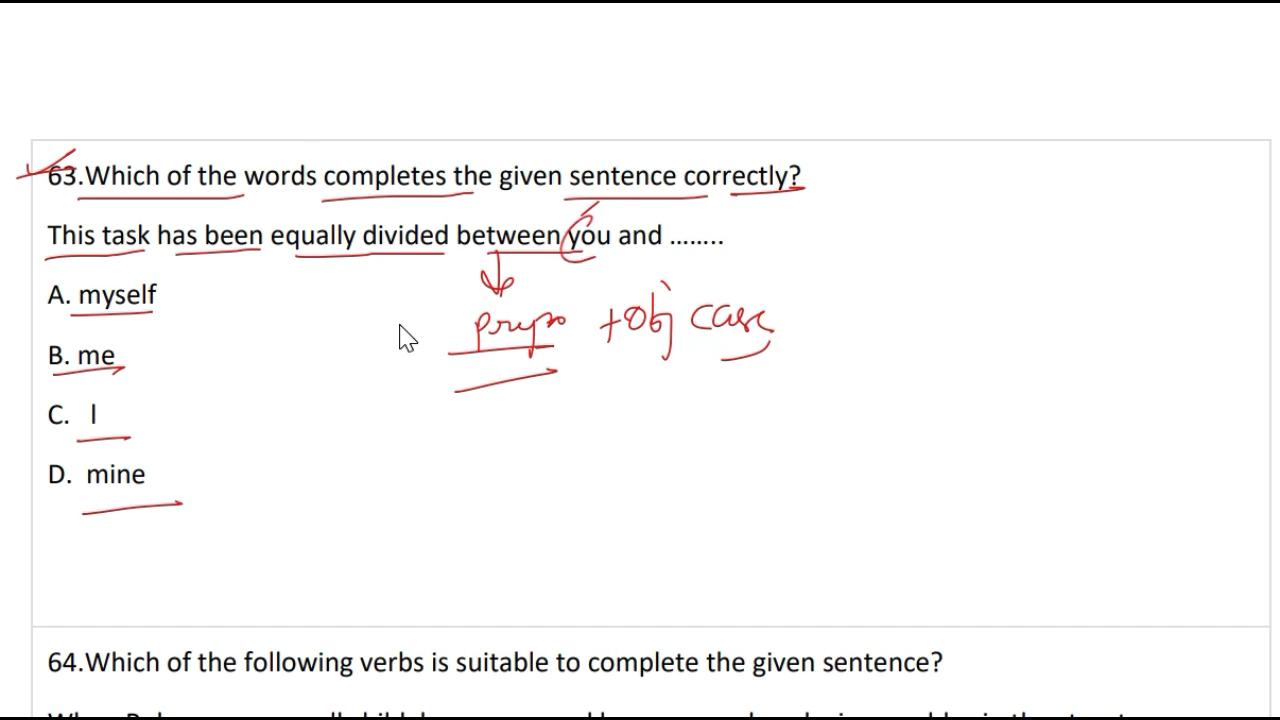 63.Which of the words completes the given sentence correctly?
This task has been equally divided between you and ........
A. myself
prepo + obj case
B. me
C. I
D. mine
64.Which of the following verbs is suitable to complete the given sentence?